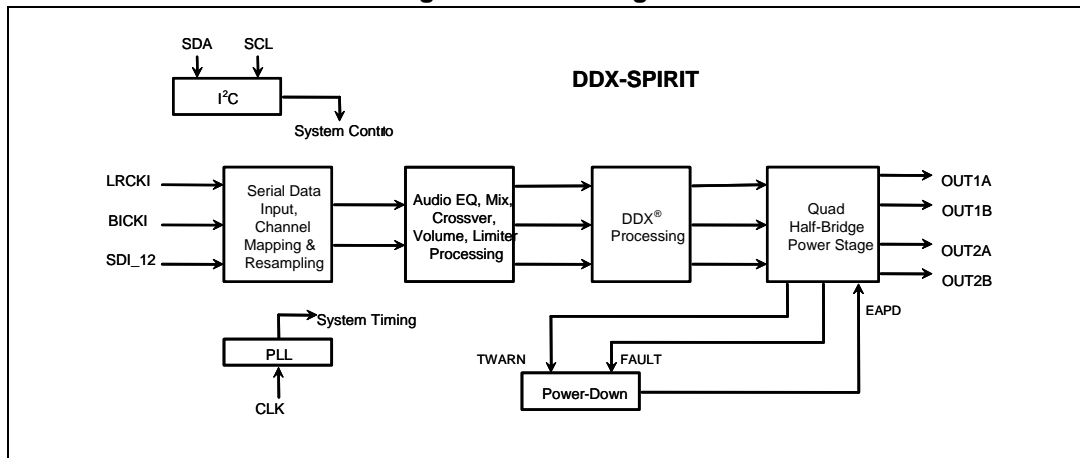 SDA
SCL
DDX-SPIRIT
I²C
System Contrlo
LRCKI
BICKI
SDI_12
Serial Data
Input,
Channel
Mapping &
Resampling
Audio EQ, Mix,
Crossver,
Volume, Limiter
Processing
DDX®
Processing
Quad
Half-Bridge
Power Stage
OUT1A
OUT1B
OUT2A
OUT2B
EAPD
System Timing
PLL
CLK
TWARN
FAULT
Power-Down